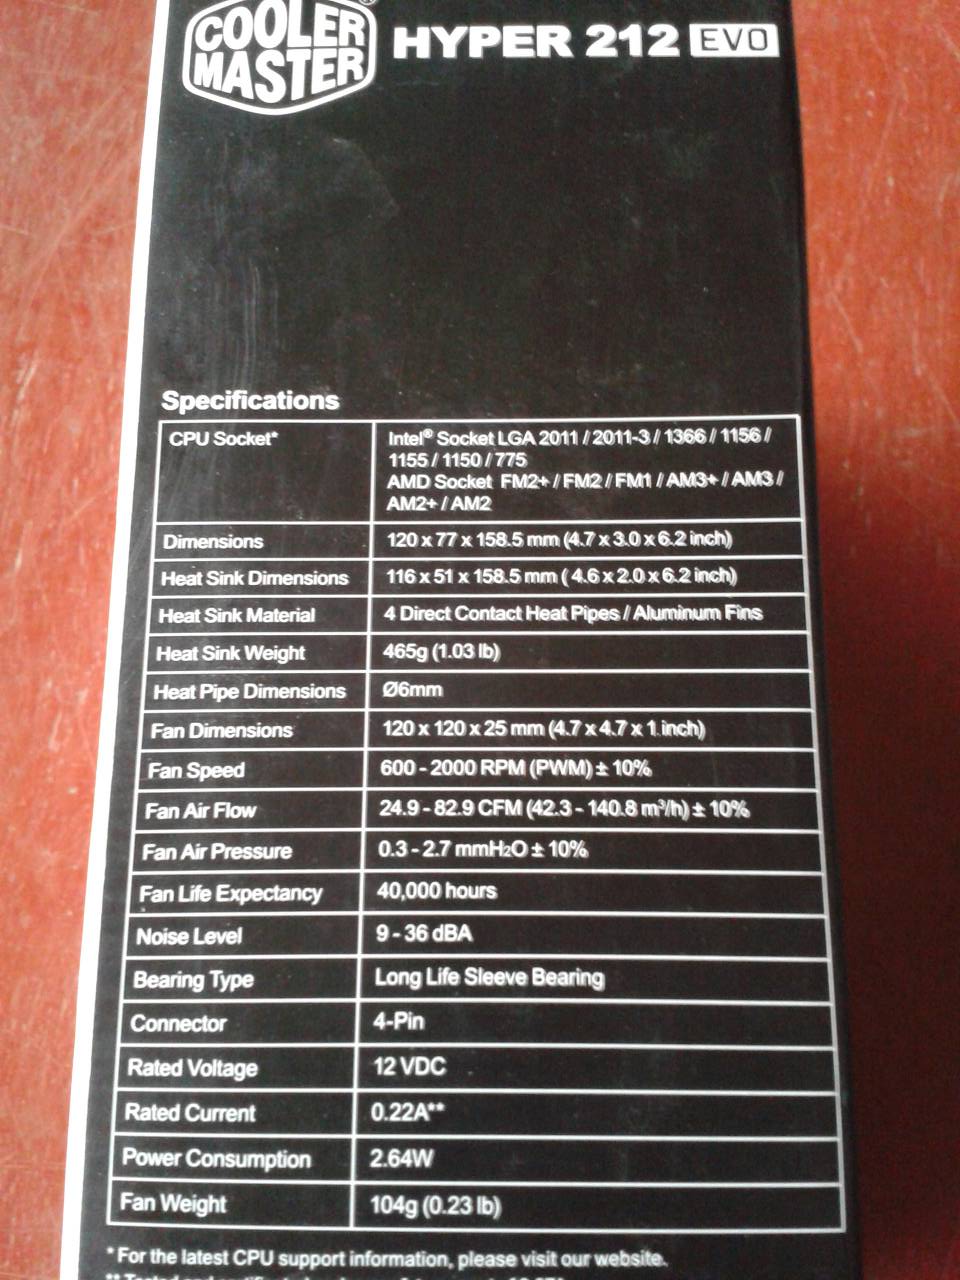 COOLER MASTER ®
HYPER 212 EVO
Specifications
CPU Socket* Intel® Socket LGA 2011 / 2011-3 / 1366 / 1156 /
1155 / 1150 / 775
AMD Socket FM2+ / FM2 / FM1 / AM3+ / AM3 /
AM2+ / AM2
Dimensions 120 x 77 x 158.5 mm (4.7 x 3.0 x 6.2 inch)
Heat Sink Dimensions 116 x 51 x 158.5 mm ( 4.6 x 2.0 x 6.2 inch)
Heat Sink Material 4 Direct Contact Heat Pipes / Aluminum Fins
Heat Sink Weight 465g (1.03 lb)
Heat Pipe Dimensions Ø6mm
Fan Dimensions 120 x 120 x 25 mm (4.7 x 4.7 x 1 inch)
Fan Speed 600 - 2000 RPM (PWM) ± 10%
Fan Air Flow 24.9 - 82.9 CFM (42.3 - 140.8 m³/h) ± 10%
Fan Air Pressure 0.3 - 2.7 mmH₂O ± 10%
Fan Life Expectancy 40,000 hours
Noise Level 9 - 36 dBA
Bearing Type Long Life Sleeve Bearing
Connector 4-Pin
Rated Voltage 12 VDC
Rated Current 0.22A**
Power Consumption 2.64W
Fan Weight 104g (0.23 lb)
* For the latest CPU support information, please visit our website.